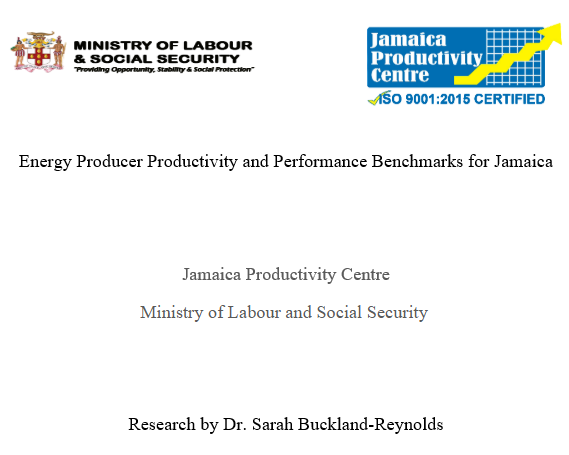 MINISTRY OF LABOUR
& SOCIAL SECURITY
"Providing Opportunity, Stability & Social Protection"
Jamaica
Productivity
Centre
ISO 9001:2015 CERTIFIED
Energy Producer Productivity and Performance Benchmarks for Jamaica
Jamaica Productivity Centre
Ministry of Labour and Social Security
Research by Dr. Sarah Buckland-Reynolds